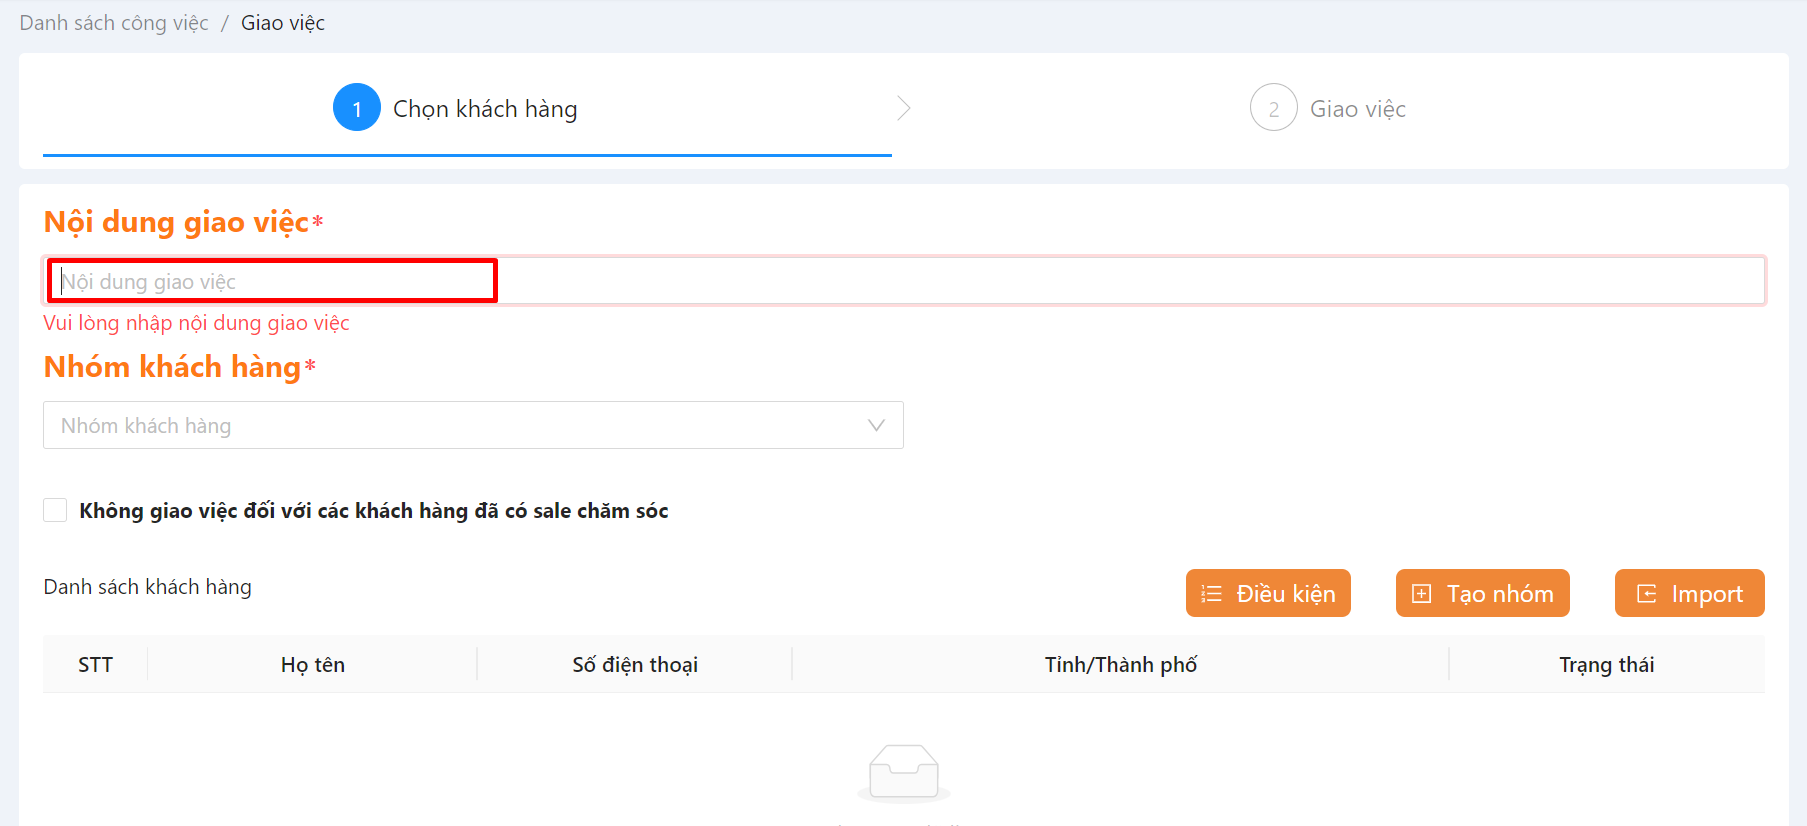 Danh sách công việc / Giao việc
1 Chọn khách hàng
2 Giao việc
Nội dung giao việc*
Nội dung giao việc
Vui lòng nhập nội dung giao việc
Nhóm khách hàng*
Nhóm khách hàng
Không giao việc đối với các khách hàng đã có sale chăm sóc
Danh sách khách hàng
Điều kiện
Tạo nhóm
Import
STT Họ tên Số điện thoại Tỉnh/Thành phố Trạng thái